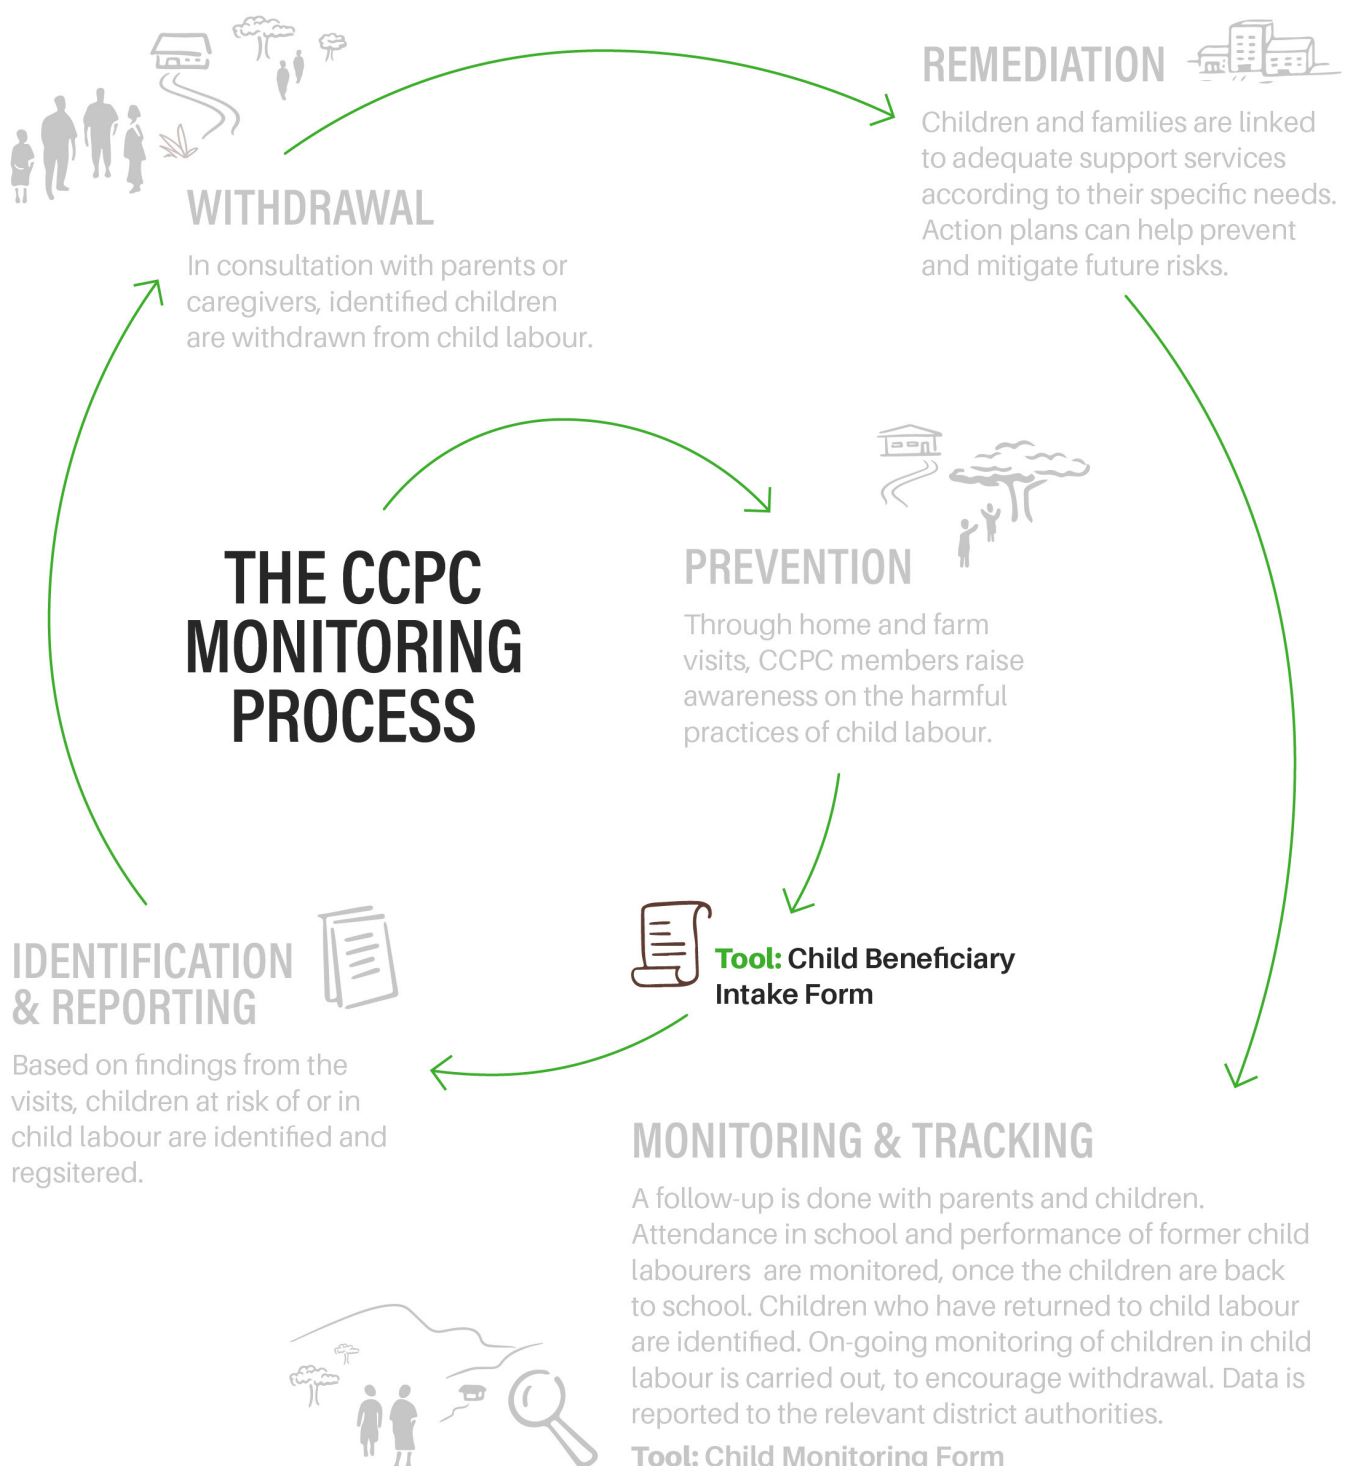 REMEDIATION
Children and families are linked
to adequate support services
according to their specific needs.
Action plans can help prevent
and mitigate future risks.
WITHDRAWAL
In consultation with parents or
caregivers, identified children
are withdrawn from child labour.
THE CCPC
MONITORING
PROCESS
PREVENTION
Through home and farm
visits, CCPC members raise
awareness on the harmful
practices of child labour.
Tool: Child Beneficiary
Intake Form
IDENTIFICATION
& REPORTING
Based on findings from the
visits, children at risk of or in
child labour are identified and
regsitered.
MONITORING & TRACKING
A follow-up is done with parents and children.
Attendance in school and performance of former child
labourers  are monitored, once the children are back
to school. Children who have returned to child labour
are identified. On-going monitoring of children in child
labour is carried out, to encourage withdrawal. Data is
reported to the relevant district authorities.
Tool: Child Monitoring Form